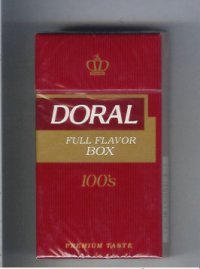 DORAL
FULL FLAVOR
BOX
100's
PREMIUM TASTE